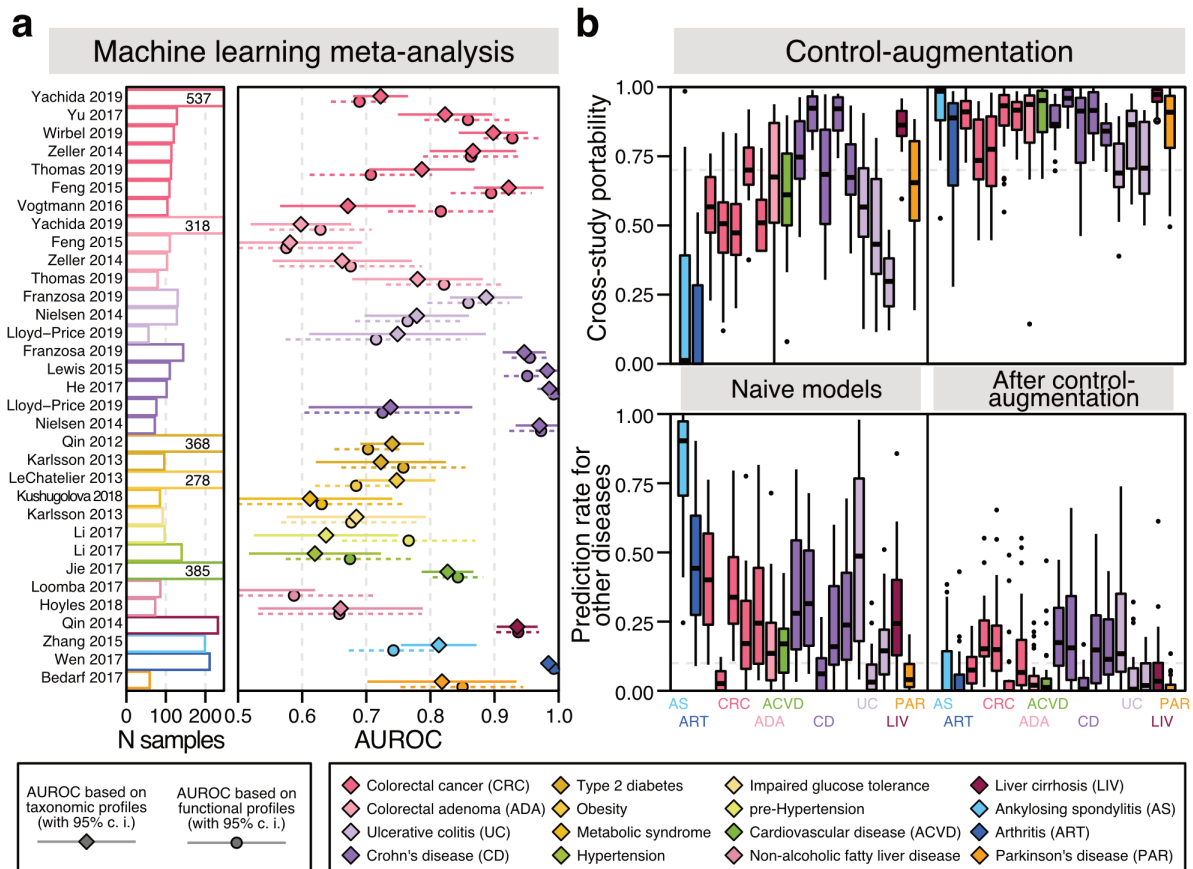 a
Machine learning meta-analysis
Yachida 2019
537
Yu 2017
Wirbel 2019
Zeller 2014
Thomas 2019
Feng 2015
Vogtmann 2016
Yachida 2019
318
Feng 2015
Zeller 2014
Thomas 2019
Franzosa 2019
Nielsen 2014
Lloyd−Price 2019
Franzosa 2019
Lewis 2015
He 2017
Lloyd−Price 2019
Nielsen 2014
Qin 2012
368
Karlsson 2013
LeChatelier 2013
278
Kushugolova 2018
Karlsson 2013
Li 2017
Li 2017
Jie 2017
385
Loomba 2017
Hoyles 2018
Qin 2014
Zhang 2015
Wen 2017
Bedarf 2017
0 100 200
N samples
0.5 0.6 0.7 0.8 0.9 1.0
AUROC
b
Control-augmentation
Cross-study portability
1.00
0.75
0.50
0.25
0.00
Naive models
After control-
augmentation
Prediction rate for
other diseases
1.00
0.75
0.50
0.25
0.00
AS CRC ACVD UC PAR AS CRC ACVD UC PAR
ART ADA CD LIV ART ADA CD LIV
AUROC based on
taxonomic profiles
(with 95% c. i.)
AUROC based on
functional profiles
(with 95% c. i.)
Colorectal cancer (CRC)
Colorectal adenoma (ADA)
Ulcerative colitis (UC)
Crohn's disease (CD)
Type 2 diabetes
Obesity
Metabolic syndrome
Hypertension
Impaired glucose tolerance
pre-Hypertension
Cardiovascular disease (ACVD)
Non-alcoholic fatty liver disease
Liver cirrhosis (LIV)
Ankylosing spondylitis (AS)
Arthritis (ART)
Parkinson's disease (PAR)